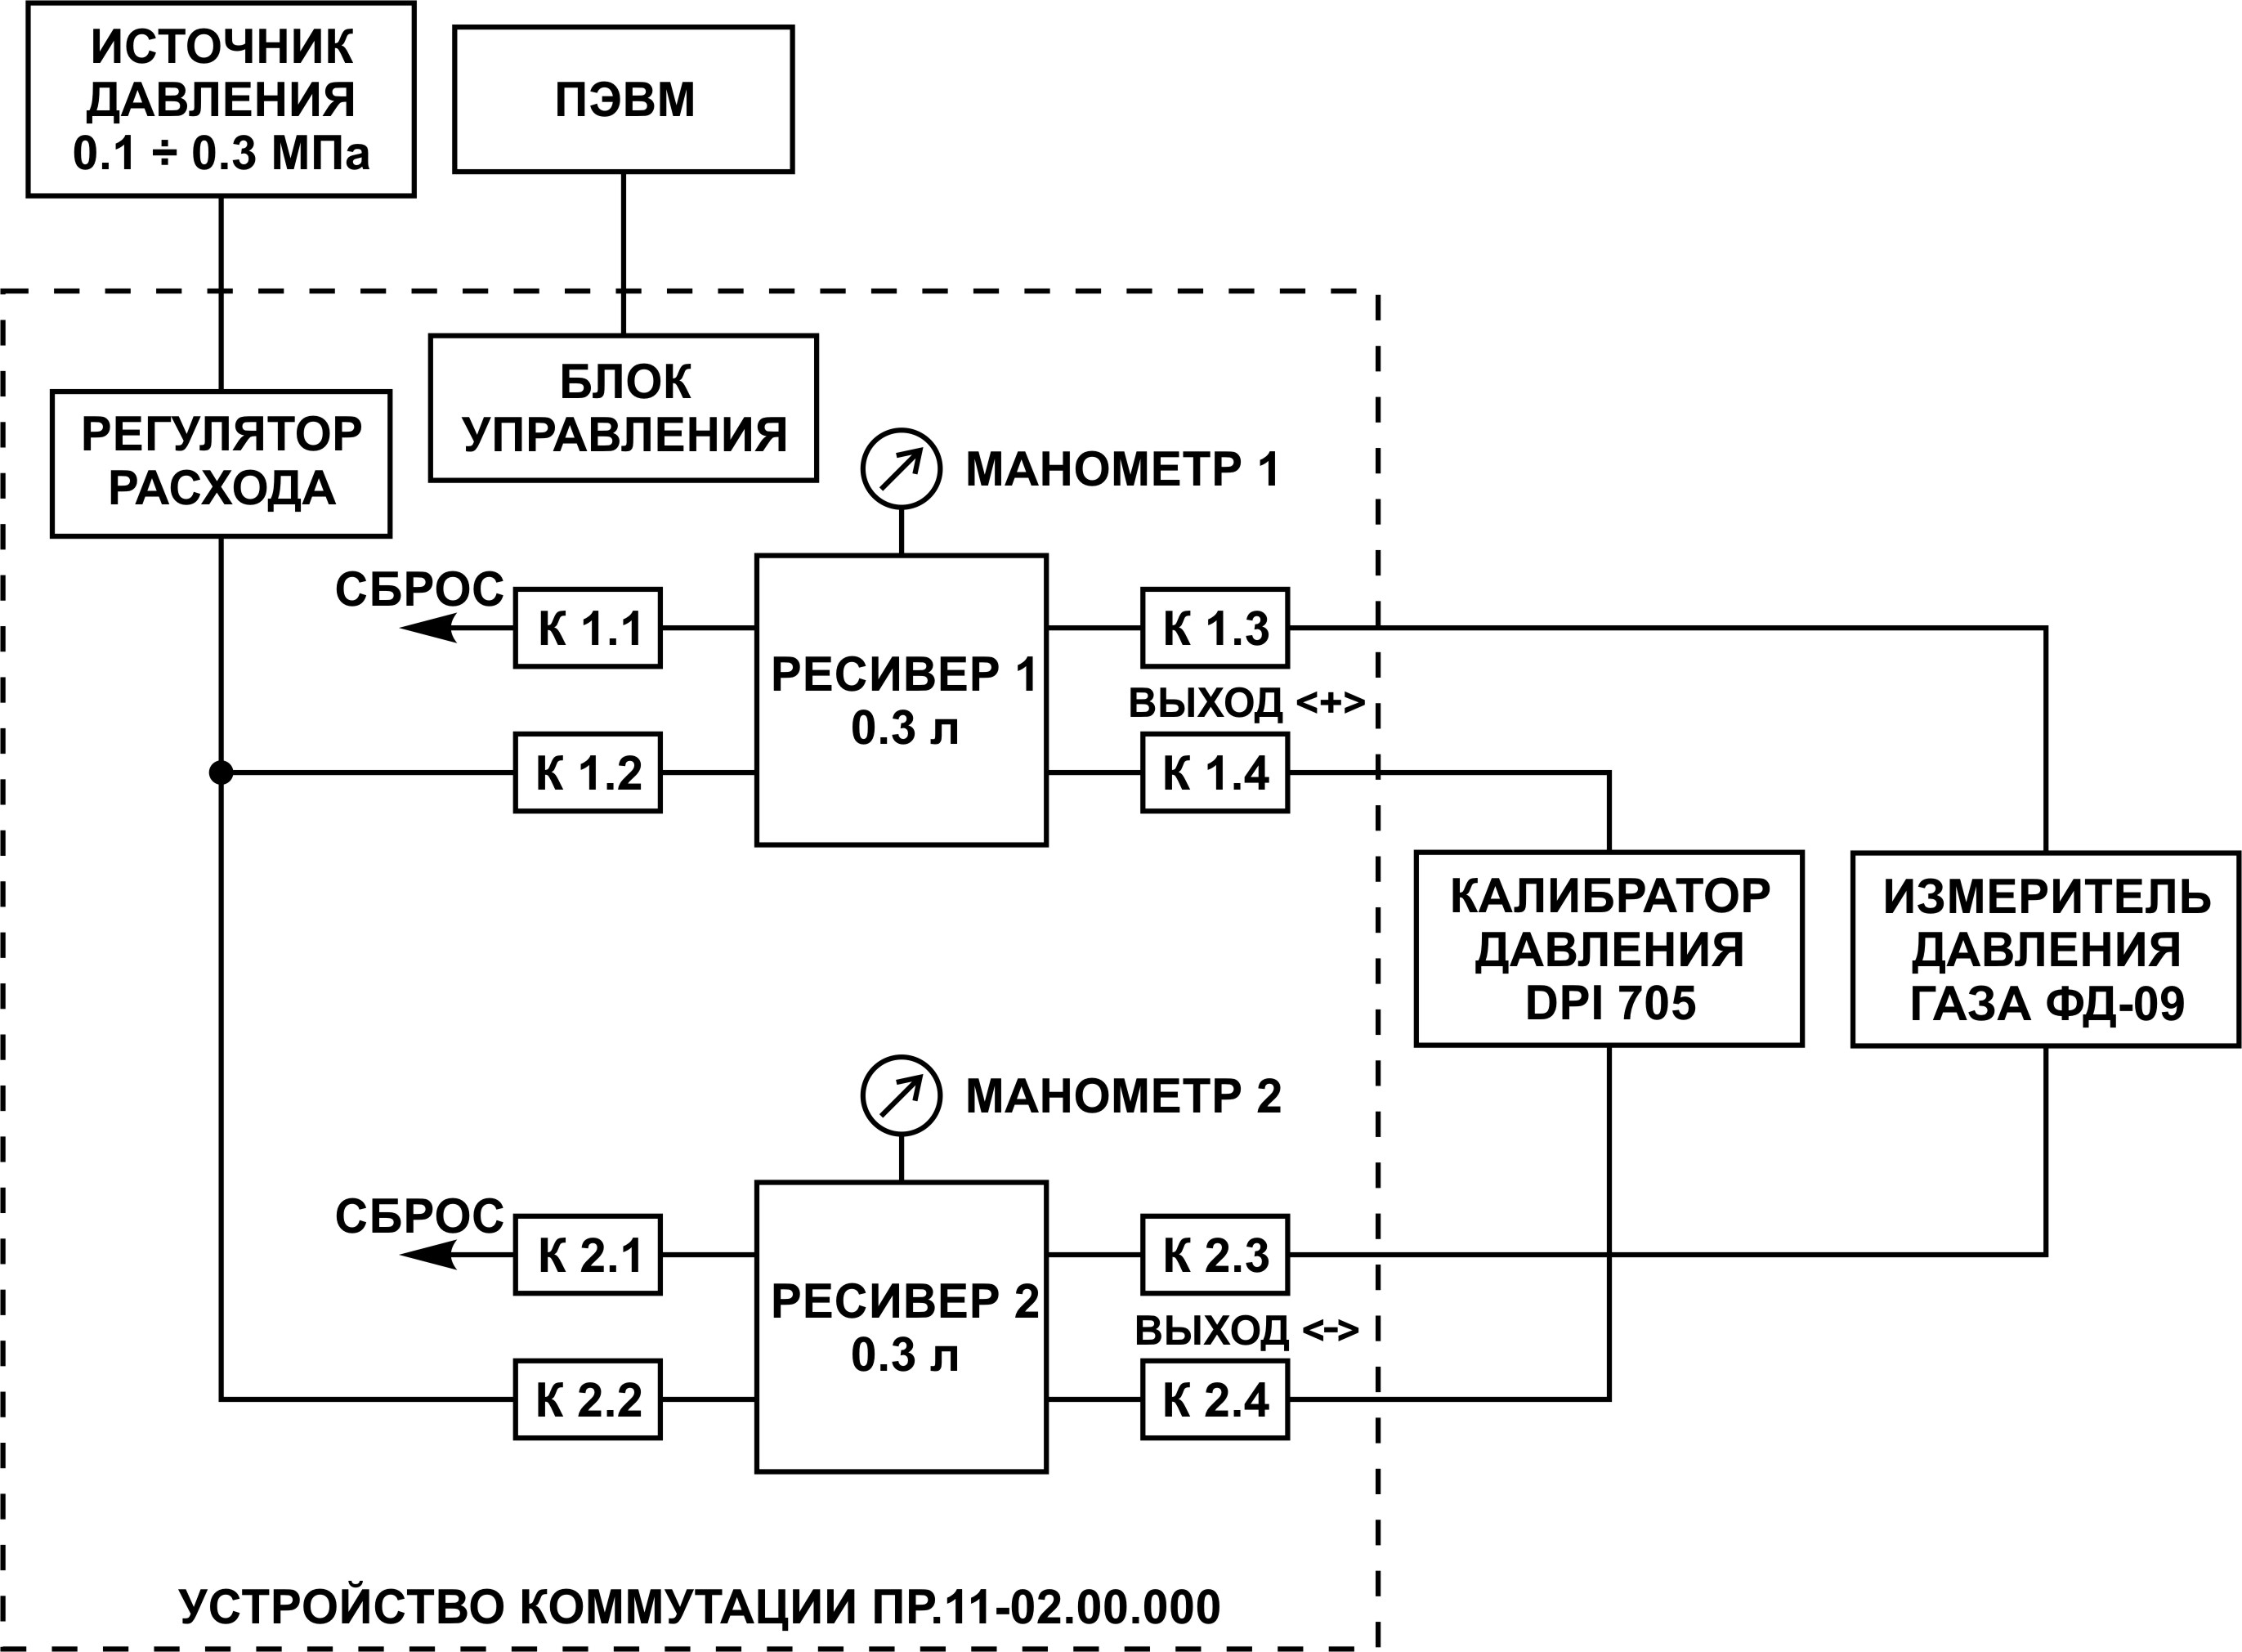 ИСТОЧНИК
ДАВЛЕНИЯ
0.1 ÷ 0.3 МПа
ПЭВМ
БЛОК
УПРАВЛЕНИЯ
РЕГУЛЯТОР
РАСХОДА
МАНОМЕТР 1
СБРОС
К 1.1
К 1.2
РЕСИВЕР 1
0.3 л
К 1.3
ВЫХОД <+>
К 1.4
КАЛИБРАТОР
ДАВЛЕНИЯ
DPI 705
ИЗМЕРИТЕЛЬ
ДАВЛЕНИЯ
ГАЗА ФД-09
МАНОМЕТР 2
СБРОС
К 2.1
К 2.2
РЕСИВЕР 2
0.3 л
К 2.3
ВЫХОД <->
К 2.4
УСТРОЙСТВО КОММУТАЦИИ ПР.11-02.00.000